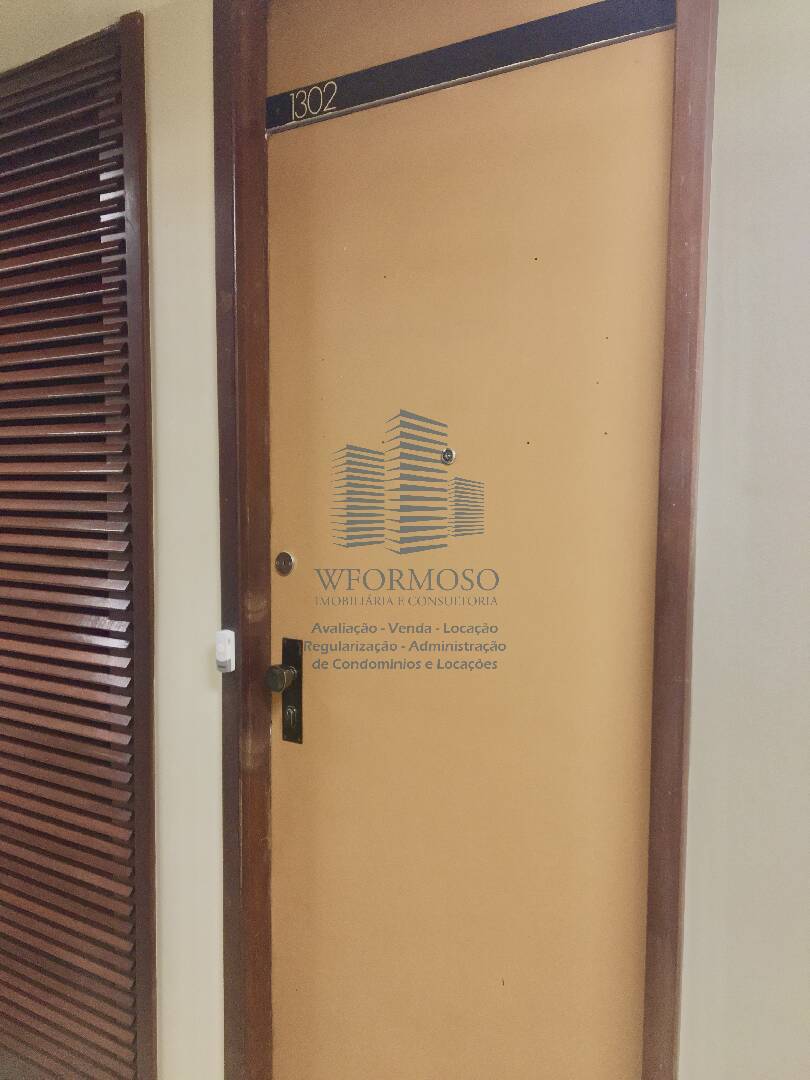 1302
WFORMOSO
IMOBILIÁRIA E CONSULTORIA
Avaliação - Venda - Locação
Regularização - Administração
de Condomínios e Locações